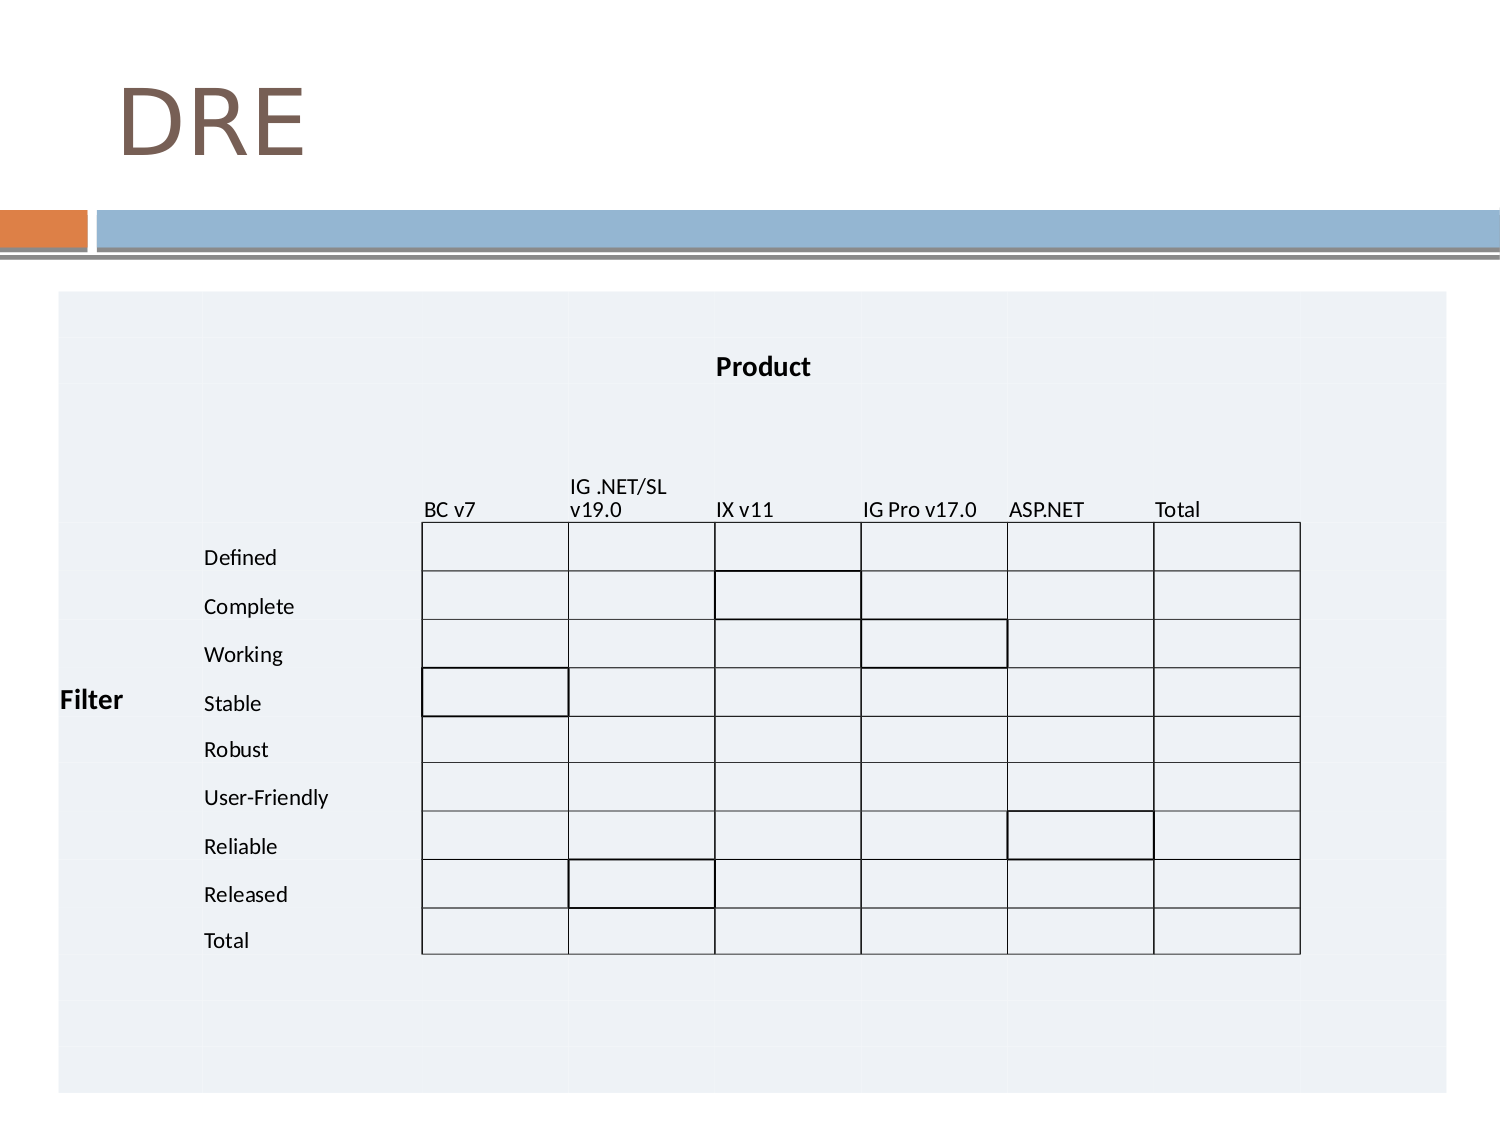 DRE
Product
BC v7
IG .NET/SL
v19.0
IX v11
IG Pro v17.0
ASP.NET
Total
Defined
Complete
Working
Filter
Stable
Robust
User-Friendly
Reliable
Released
Total